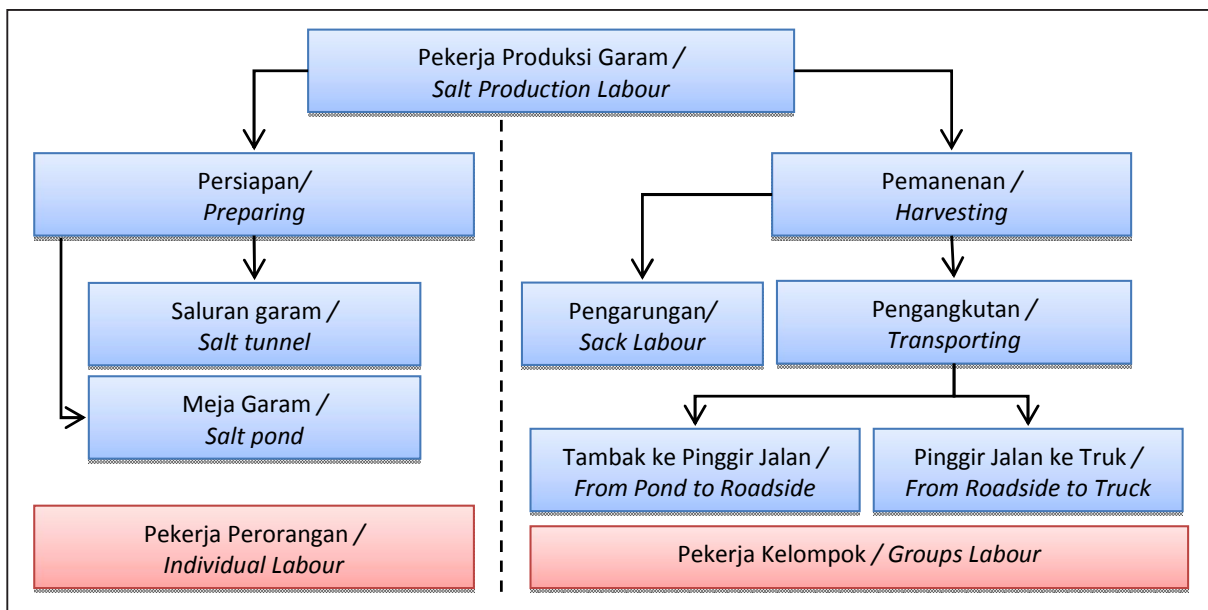 Pekerja Produksi Garam /
Salt Production Labour
Persiapan/
Preparing
Pemanenan /
Harvesting
Saluran garam /
Salt tunnel
Pengarungan/
Sack Labour
Pengangkutan /
Transporting
Meja Garam /
Salt pond
Tambak ke Pinggir Jalan /
From Pond to Roadside
Pinggir Jalan ke Truk /
From Roadside to Truck
Pekerja Perorangan /
Individual Labour
Pekerja Kelompok / Groups Labour